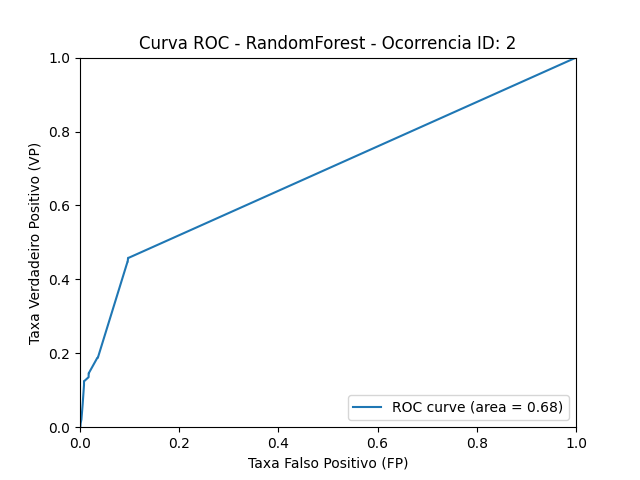 Curva ROC - RandomForest - Ocorrencia ID: 2
Taxa Verdadeiro Positivo (VP)
1.0
0.8
0.6
0.4
0.2
0.0
ROC curve (area = 0.68)
0.0 0.2 0.4 0.6 0.8 1.0
Taxa Falso Positivo (FP)